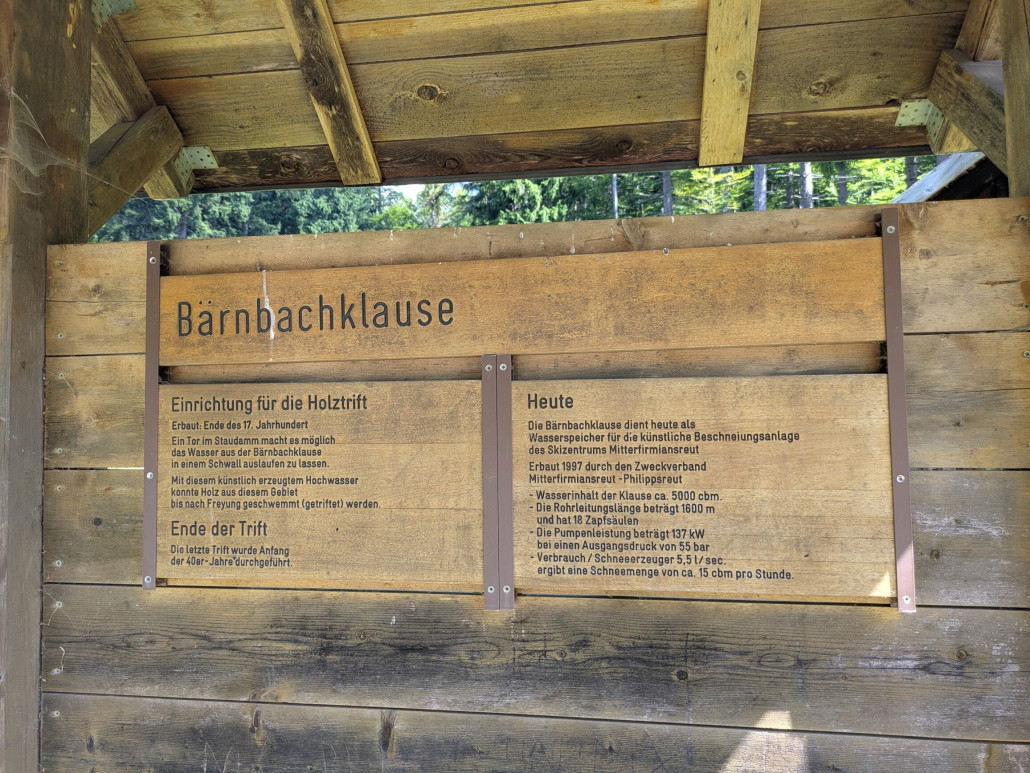 Bärnbachklause
Einrichtung für die Holztrift
Erbaut: Ende des 17. Jahrhundert
Ein Tor im Staudamm macht es möglich
das Wasser aus der Bärnbachklause
in einem Schwall auslaufen zu lassen.
Mit diesem künstlich erzeugtem Hochwasser
konnte Holz aus diesem Gebiet
bis nach Freyung geschwemmt (getriftet) werden.
Ende der Trift
Die letzte Trift wurde Anfang
der 40er-Jahre durchgeführt.
Heute
Die Bärnbachklause dient heute als
Wasserspeicher für die künstliche Beschneiungsanlage
des Skizentrums Mitterfirmiansreut
Erbaut 1997 durch den Zweckverband
Mitterfirmiansreut -Philippsreut
- Wasserinhalt der Klause ca. 5000 cbm.
- Die Rohrleitungslänge beträgt 1600 m
und hat 18 Zapfsäulen
- Die Pumpenleistung beträgt 137 kW
bei einen Ausgangsdruck von 55 bar
- Verbrauch / Schneeerzeuger 5,5 l/ sec.
ergibt eine Schneemenge von ca. 15 cbm pro Stunde.